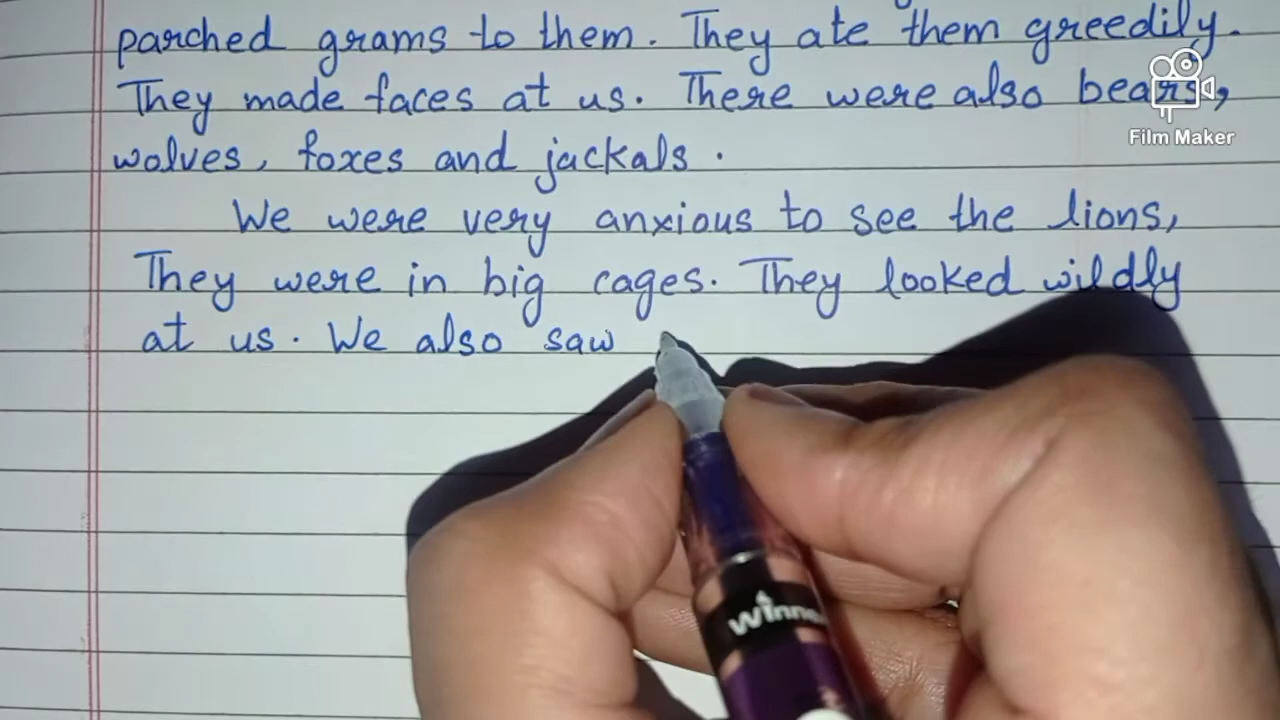 parched grams to them. They ate them greedily.
They made faces at us. There were also bears,
wolves, foxes and jackals.
We were very anxious to see the lions,
They were in big cages. They looked wildly
at us. We also saw
Film Maker
Winner